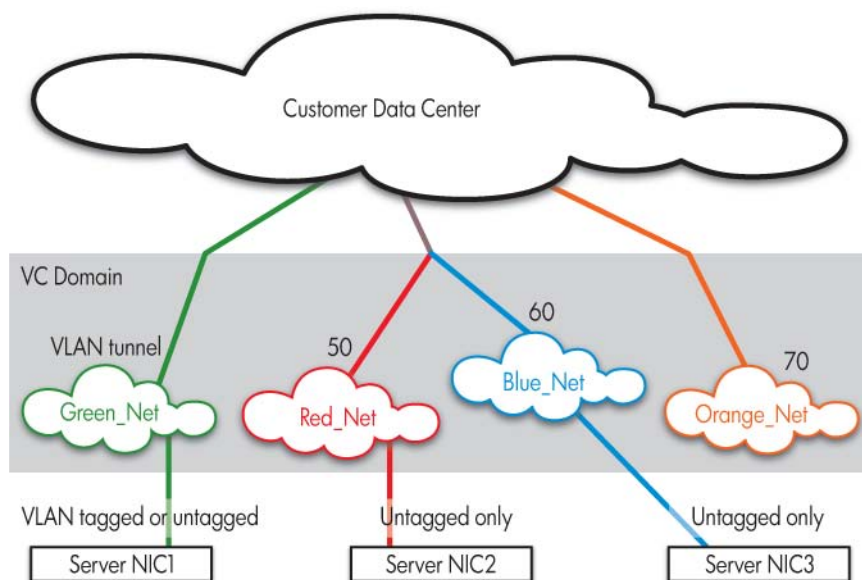 Customer Data Center
VC Domain
60
VLAN tunnel
50
70
Green_Net
Red_Net
Blue_Net
Orange_Net
VLAN tagged or untagged
Untagged only
Untagged only
Server NIC1
Server NIC2
Server NIC3